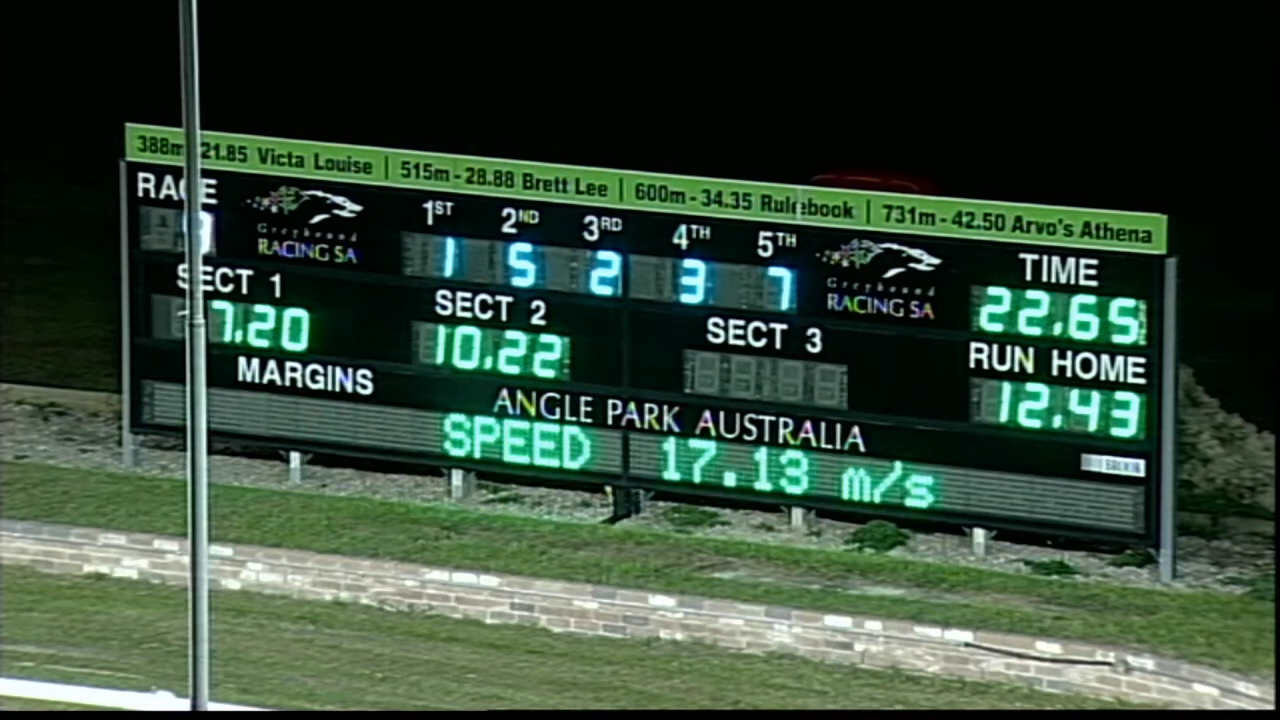 388m 21.85 Victa Louise | 515m - 28.88 Brett Lee | 600m - 34.35 Rulebook | 731m - 42.50 Arvo's Athena
RACE
Greyhound
RACING SA
1ST 2ND 3RD 4TH 5TH
1 5 2 3 7
Greyhound
RACING SA
TIME
22.65
SECT 1
7.20
SECT 2
10.22
SECT 3
RUN HOME
12.43
MARGINS
ANGLE PARK AUSTRALIA
SPEED 17.13 m/s